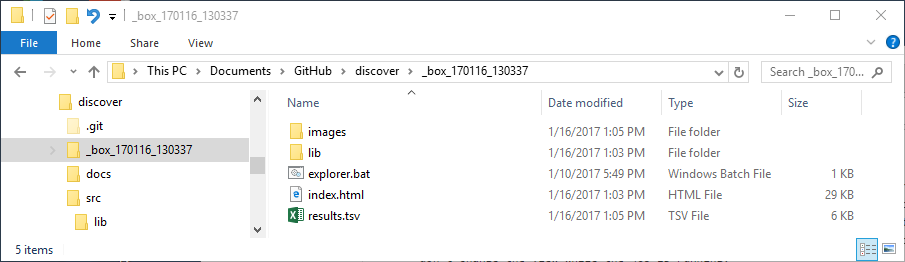 _box_170116_130337
File Home Share View
This PC > Documents > GitHub > discover > _box_170116_130337
Search _box_170...
discover
.git
_box_170116_130337
docs
src
lib
Name Date modified Type Size
images 1/16/2017 1:05 PM File folder
lib 1/16/2017 1:03 PM File folder
explorer.bat 1/10/2017 5:49 PM Windows Batch File 1 KB
index.html 1/16/2017 1:03 PM HTML File 29 KB
results.tsv 1/16/2017 1:05 PM TSV File 6 KB
5 items